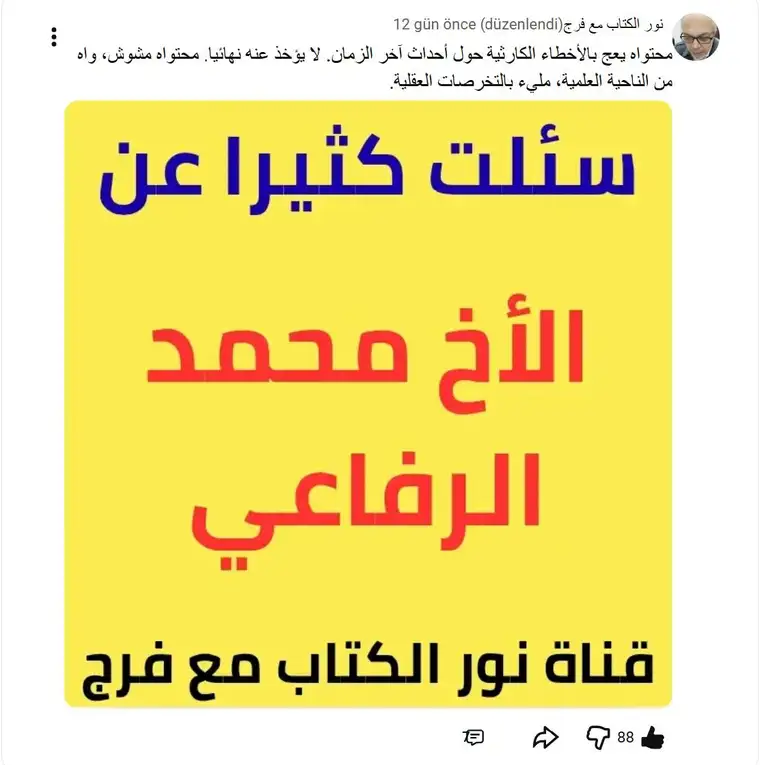 نور الكتاب مع فرج(düzenlendi) 12 gün önce
محتواه يعج بالأخطاء الكارثية حول أحداث آخر الزمان. لا يؤخذ عنه نهائيا. محتواه مشوش، واه
من الناحية العلمية، مليء بالتخرصات العقلية.
سئلت كثيرا عن
الأخ محمد
الرفاعي
قناة نور الكتاب مع فرج
88